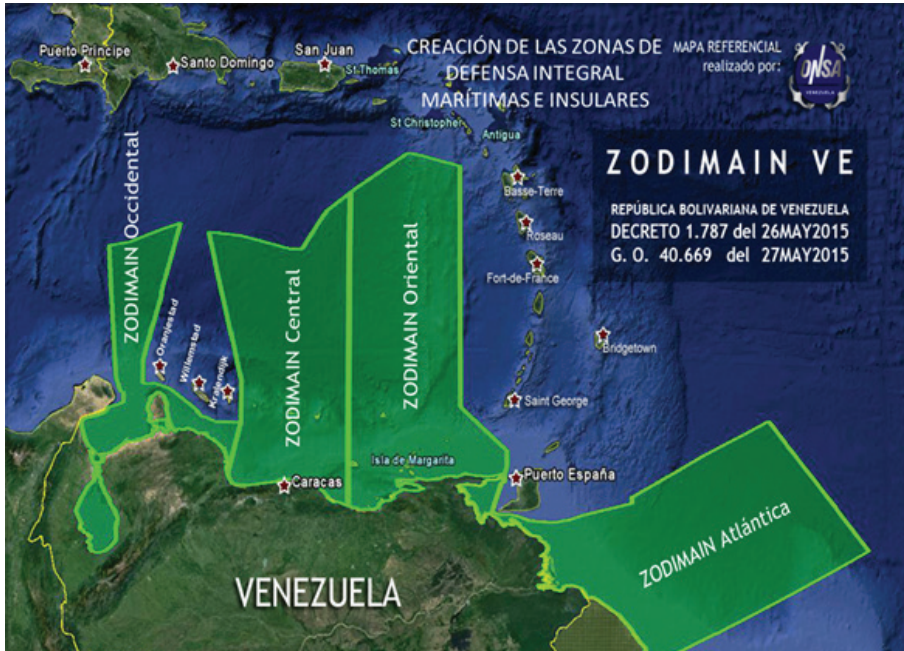 Puerto Príncipe
Santo Domingo
San Juan
St Thomas
CREACIÓN DE LAS ZONAS DE
DEFENSA INTEGRAL
MARÍTIMAS E INSULARES
MAPA REFERENCIAL
realizado por:
ONSA
VENEZUELA
St Christopher
Antigua
ZODIMAIN VE
REPÚBLICA BOLIVARIANA DE VENEZUELA
DECRETO 1.787 del 26MAY2015
G. O. 40.669 del 27MAY2015
Basse-Terre
Roseau
Fort-de-France
Bridgetown
Saint George
ZODIMAIN Occidental
Oranjestad
Willemstad
Kralendijk
ZODIMAIN Central
ZODIMAIN Oriental
Isla de Margarita
Caracas
Puerto España
ZODIMAIN Atlántica
VENEZUELA